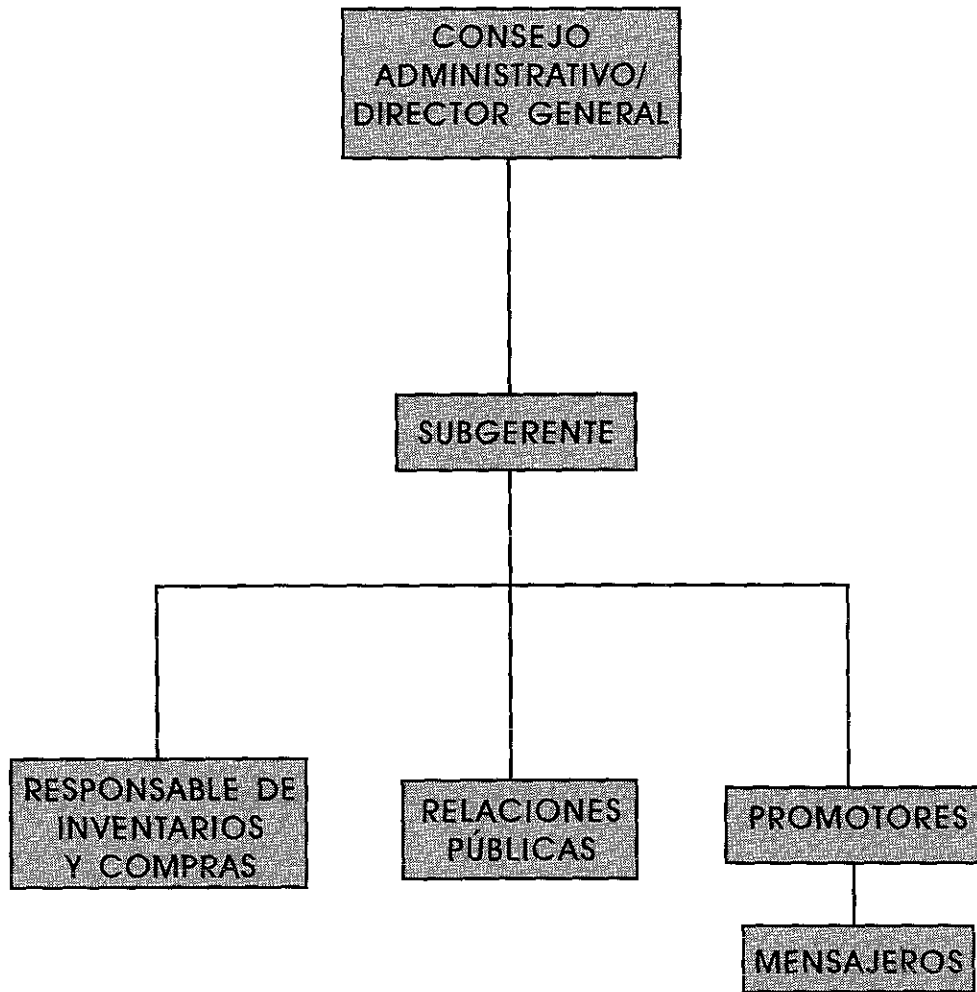 CONSEJO
ADMINISTRATIVO/
DIRECTOR GENERAL
SUBGERENTE
RESPONSABLE DE
INVENTARIOS
Y COMPRAS
RELACIONES
PÚBLICAS
PROMOTORES
MENSAJEROS